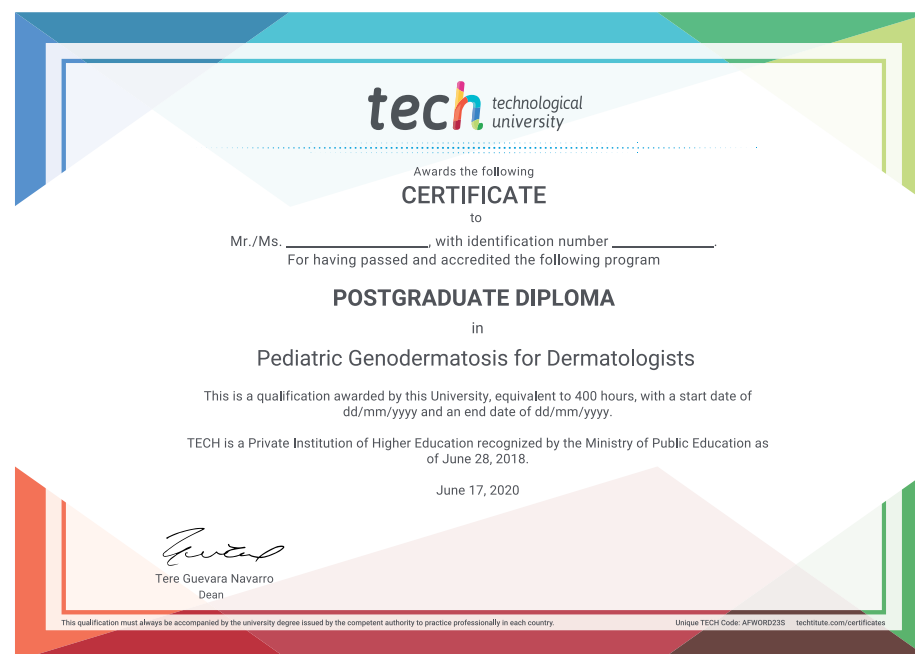 tech technological
university
Awards the following
CERTIFICATE
to
Mr./Ms. ________________, with identification number ____________.
For having passed and accredited the following program
POSTGRADUATE DIPLOMA
in
Pediatric Genodermatosis for Dermatologists
This is a qualification awarded by this University, equivalent to 400 hours, with a start date of
dd/mm/yyyy and an end date of dd/mm/yyyy.
TECH is a Private Institution of Higher Education recognized by the Ministry of Public Education as
of June 28, 2018.
June 17, 2020
Tere Guevara Navarro
Dean
This qualification must always be accompanied by the university degree issued by the competent authority to practice professionally in each country. Unique TECH Code: AFWORD23S techtitute.com/certificates